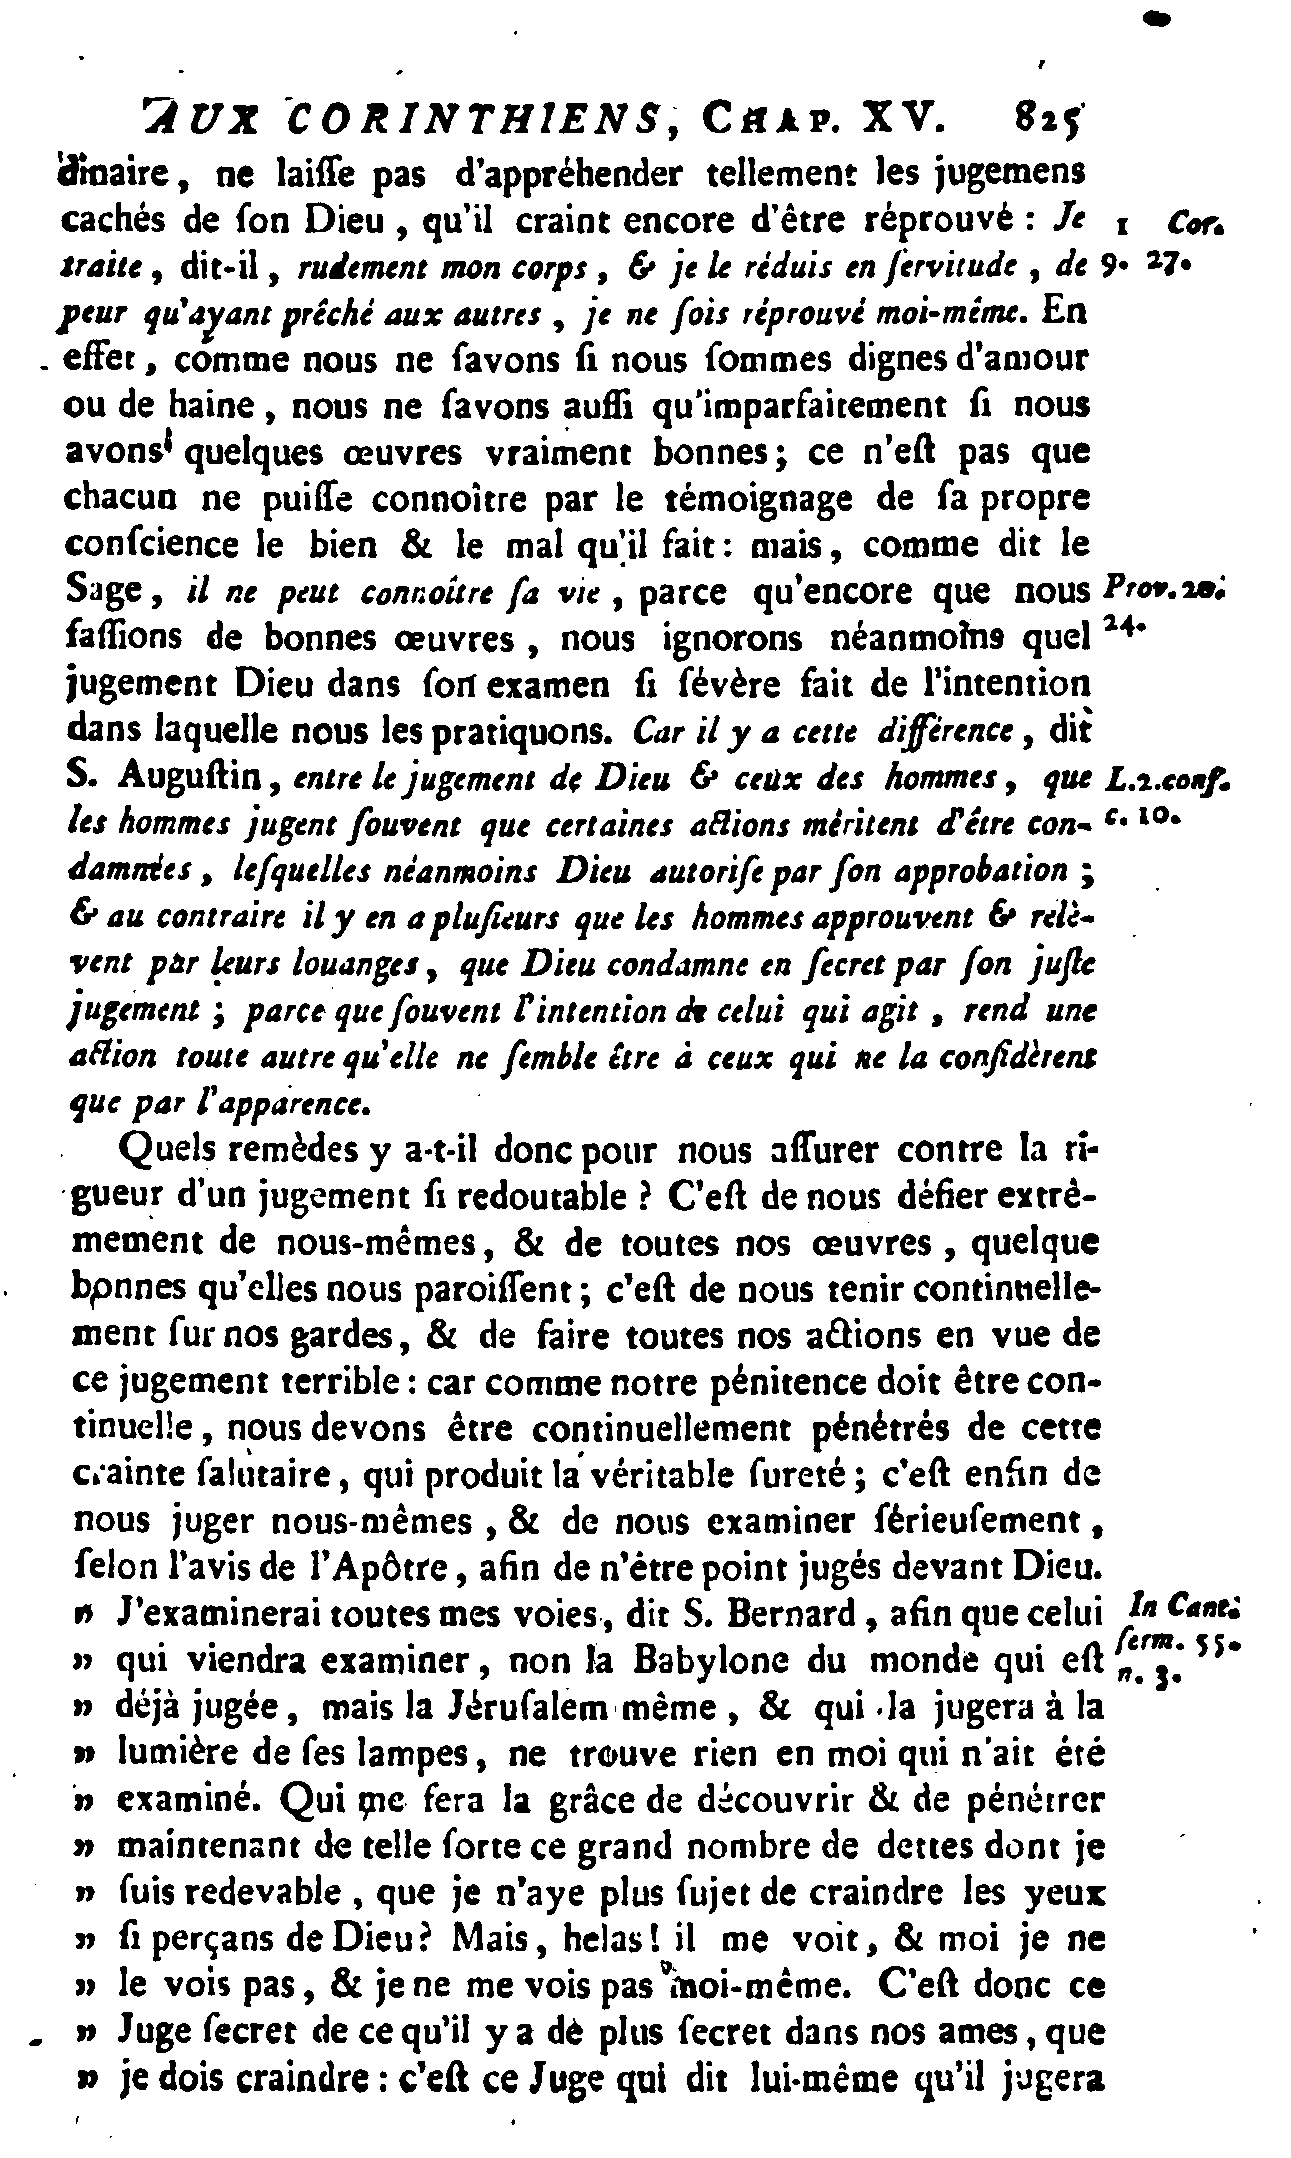 AUX CORINTHIENS, CHAP. XV. 825
dinaire, ne laiſſe pas d'appréhender tellement les jugemens
cachés de ſon Dieu, qu'il craint encore d'être réprouvé : Je 1 Cor.
traite, dit-il, rudement mon corps, & je le réduis en ſervitude, de 9. 27.
peur qu'ayant prêché aux autres, je ne ſois réprouvé moi-même. En
effet, comme nous ne ſavons ſi nous ſommes dignes d'amour
ou de haine, nous ne ſavons auſſi qu'imparfaitement ſi nous
avons quelques œuvres vraiment bonnes; ce n'eſt pas que
chacun ne puiſſe connoître par le témoignage de ſa propre
conſcience le bien & le mal qu'il fait: mais, comme dit le
Sage, il ne peut connoître ſa vie, parce qu'encore que nous Prov. 20.
faſſions de bonnes œuvres, nous ignorons néanmoins quel 24.
jugement Dieu dans ſon examen ſi ſévère fait de l'intention
dans laquelle nous les pratiquons. Car il y a cette différence, dit
S. Auguſtin, entre le jugement de Dieu & ceux des hommes, que L.2.conf.
les hommes jugent ſouvent que certaines actions méritent d'être con- c. 10.
damnées, leſquelles néanmoins Dieu autoriſe par ſon approbation ;
& au contraire il y en a pluſieurs que les hommes approuvent & relè-
vent par leurs louanges, que Dieu condamne en ſecret par ſon juſte
jugement ; parce que ſouvent l'intention de celui qui agit, rend une
action toute autre qu'elle ne ſemble être à ceux qui ne la conſidèrent
que par l'apparence.
Quels remèdes y a-t-il donc pour nous aſſurer contre la ri-
gueur d'un jugement ſi redoutable ? C'eſt de nous défier extrê-
mement de nous-mêmes, & de toutes nos œuvres, quelque
bonnes qu'elles nous paroiſſent; c'eſt de nous tenir continuelle-
ment ſur nos gardes, & de faire toutes nos actions en vue de
ce jugement terrible: car comme notre pénitence doit être con-
tinuelle, nous devons être continuellement pénétrés de cette
crainte ſalutaire, qui produit la véritable ſureté; c'eſt enfin de
nous juger nous-mêmes, & de nous examiner ſérieuſement,
ſelon l'avis de l'Apôtre, afin de n'être point jugés devant Dieu.
» J'examinerai toutes mes voies, dit S. Bernard, afin que celui In Cant.
» qui viendra examiner, non la Babylone du monde qui eſt ſerm. 55.
n. 3.
» déjà jugée, mais la Jéruſalem même, & qui la jugera à la
» lumière de ſes lampes, ne trouve rien en moi qui n'ait été
» examiné. Qui me fera la grâce de découvrir & de pénétrer
» maintenant de telle ſorte ce grand nombre de dettes dont je
» ſuis redevable, que je n'aye plus ſujet de craindre les yeux
» ſi perçans de Dieu? Mais, helas! il me voit, & moi je ne
» le vois pas, & je ne me vois pas moi-même. C'eſt donc ce
» Juge ſecret de ce qu'il y a de plus ſecret dans nos ames, que
» je dois craindre : c'eſt ce Juge qui dit lui-même qu'il jugera